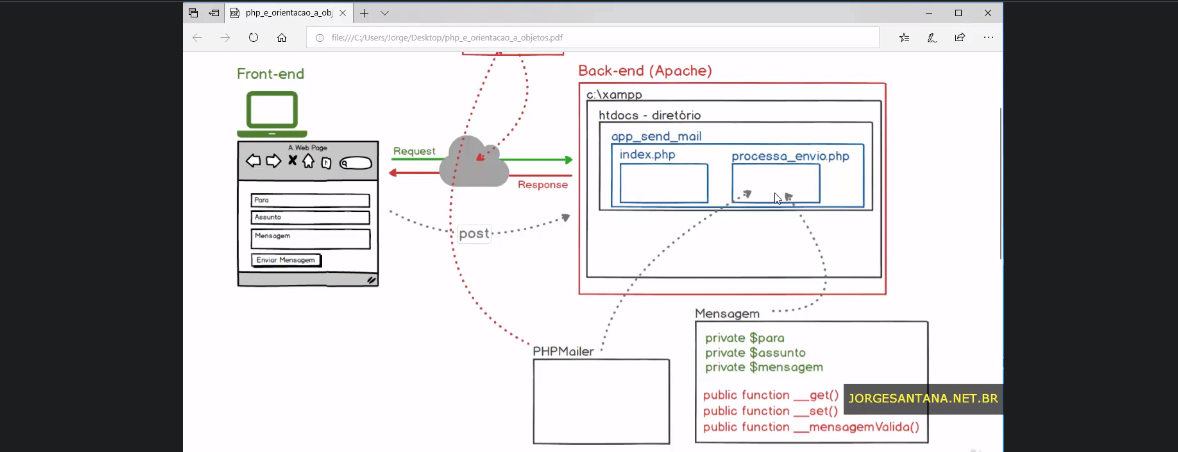 php_e_orientacao_a_obj
file:///C:/Users/Jorge/Desktop/php_e_orientacao_a_objetos.pdf
Front-end
Back-end (Apache)
c:\xampp
htdocs - diretório
app_send_mail
index.php
processa_envio.php
A Web Page
Request
Response
Para
Assunto
Mensagem
Enviar Mensagem
post
PHPMailer
Mensagem
private $para
private $assunto
private $mensagem
public function __get()
public function __set()
public function __mensagemValida()
JORGESANTANA.NET.BR